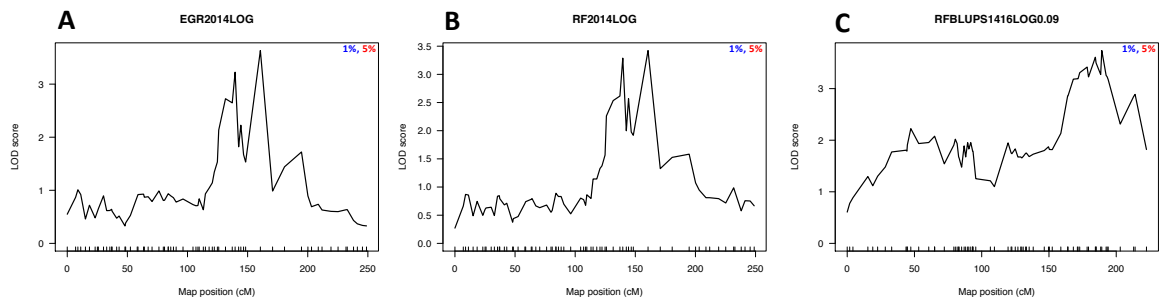 A
EGR2014LOG
1%, 5%
LOD score
3
2
1
0
0 50 100 150 200 250
Map position (cM)
B
RF2014LOG
1%, 5%
LOD score
3.5
3.0
2.5
2.0
1.5
1.0
0.5
0.0
0 50 100 150 200 250
Map position (cM)
C
RFBLUPS1416LOG0.09
1%, 5%
LOD score
3
2
1
0
0 50 100 150 200
Map position (cM)